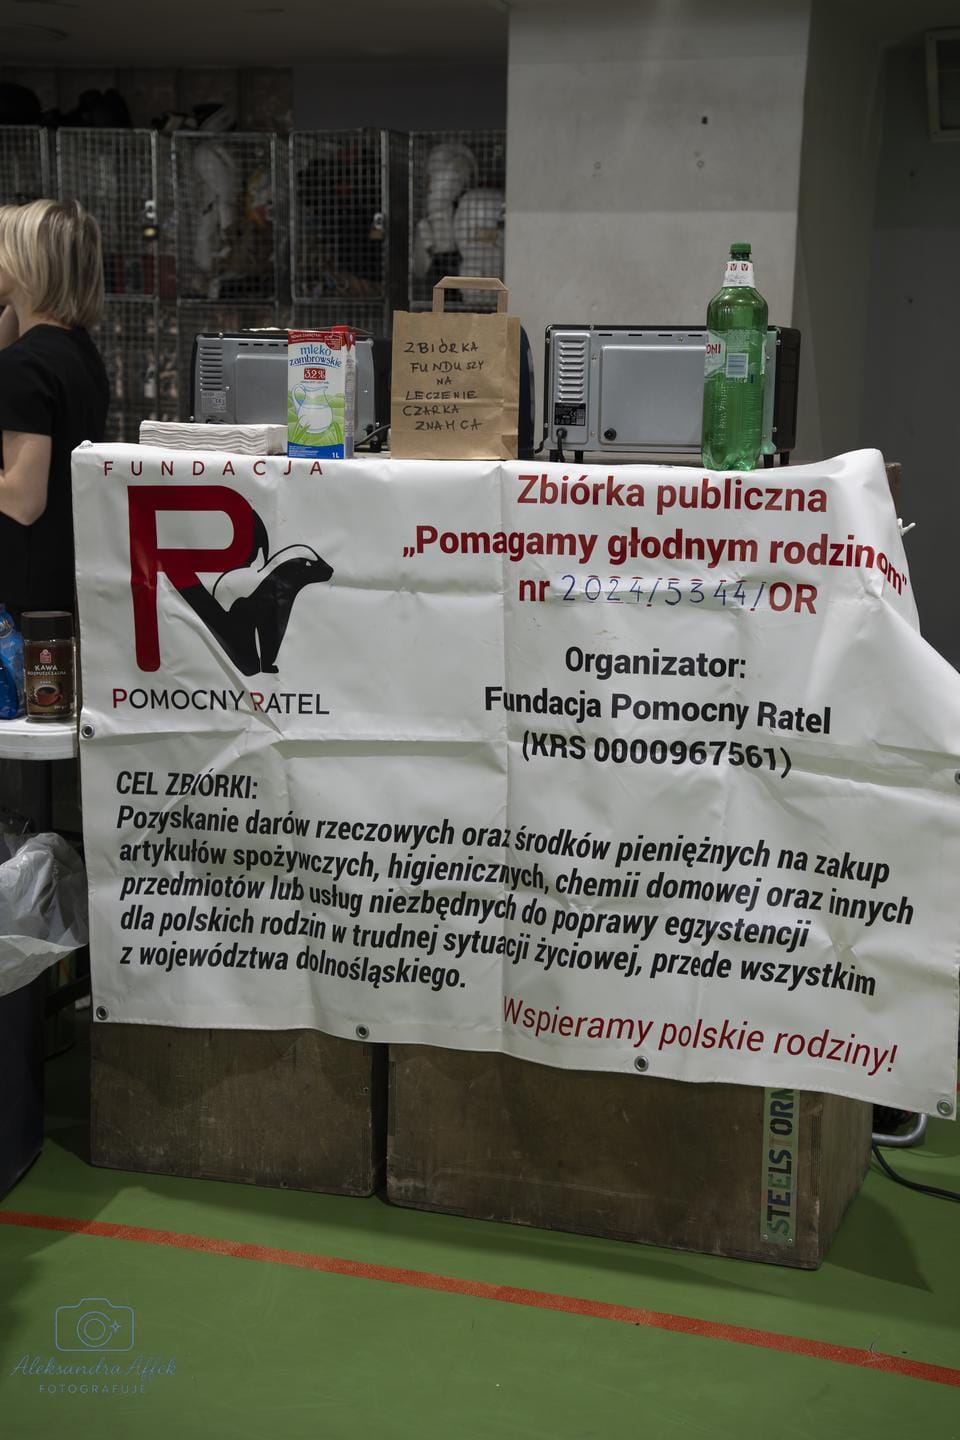 mleko
zambrowskie
3,2%
1L
ZBIÓRKA
FUNDUSZY
NA
LECZENIE
CZARKA
ZNAMCA
FUNDACJA
R
POMOCNY RATEL
Zbiórka publiczna
„Pomagamy głodnym rodzinom”
nr 2024/5344/OR
Organizator:
Fundacja Pomocny Ratel
(KRS 0000967561)
KAWA
ROZPUSZCZALNA
CEL ZBIÓRKI:
Pozyskanie darów rzeczowych oraz środków pieniężnych na zakup
artykułów spożywczych, higienicznych, chemii domowej oraz innych
przedmiotów lub usług niezbędnych do poprawy egzystencji
dla polskich rodzin w trudnej sytuacji życiowej, przede wszystkim
z województwa dolnośląskiego.
Wspieramy polskie rodziny!
STEELSTORM
Aleksandra Affek
FOTOGRAFUJE